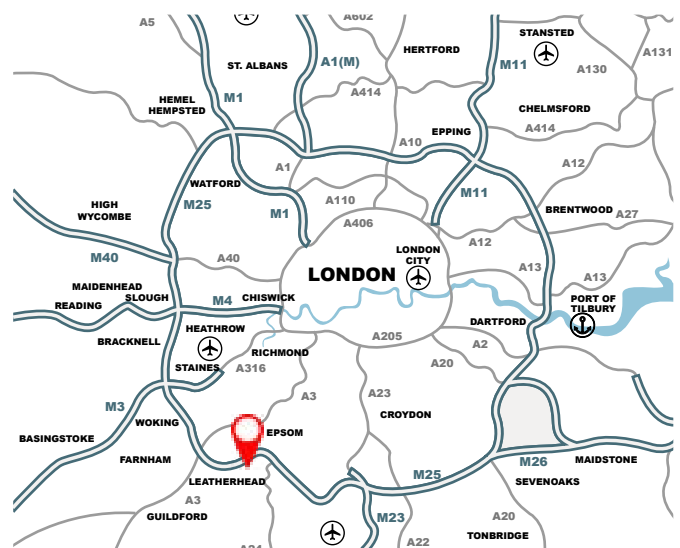 A5
A602
STANSTED
HERTFORD
A131
ST. ALBANS
A1(M)
M11
A130
HEMEL
HEMPSTED
M1
A414
CHELMSFORD
EPPING
A414
A10
A1
A12
WATFORD
M25
M1
A110
M11
HIGH
WYCOMBE
A406
BRENTWOOD
A27
M40
A40
LONDON
CITY
A12
LONDON
A13
A13
MAIDENHEAD
SLOUGH
M4
CHISWICK
READING
PORT OF
TILBURY
BRACKNELL
HEATHROW
DARTFORD
A205
A2
RICHMOND
STAINES
A316
A20
A3
A23
M3
CROYDON
WOKING
EPSOM
BASINGSTOKE
FARNHAM
M26
MAIDSTONE
M25
LEATHERHEAD
SEVENOAKS
A3
GUILDFORD
M23
A20
TONBRIDGE
A22